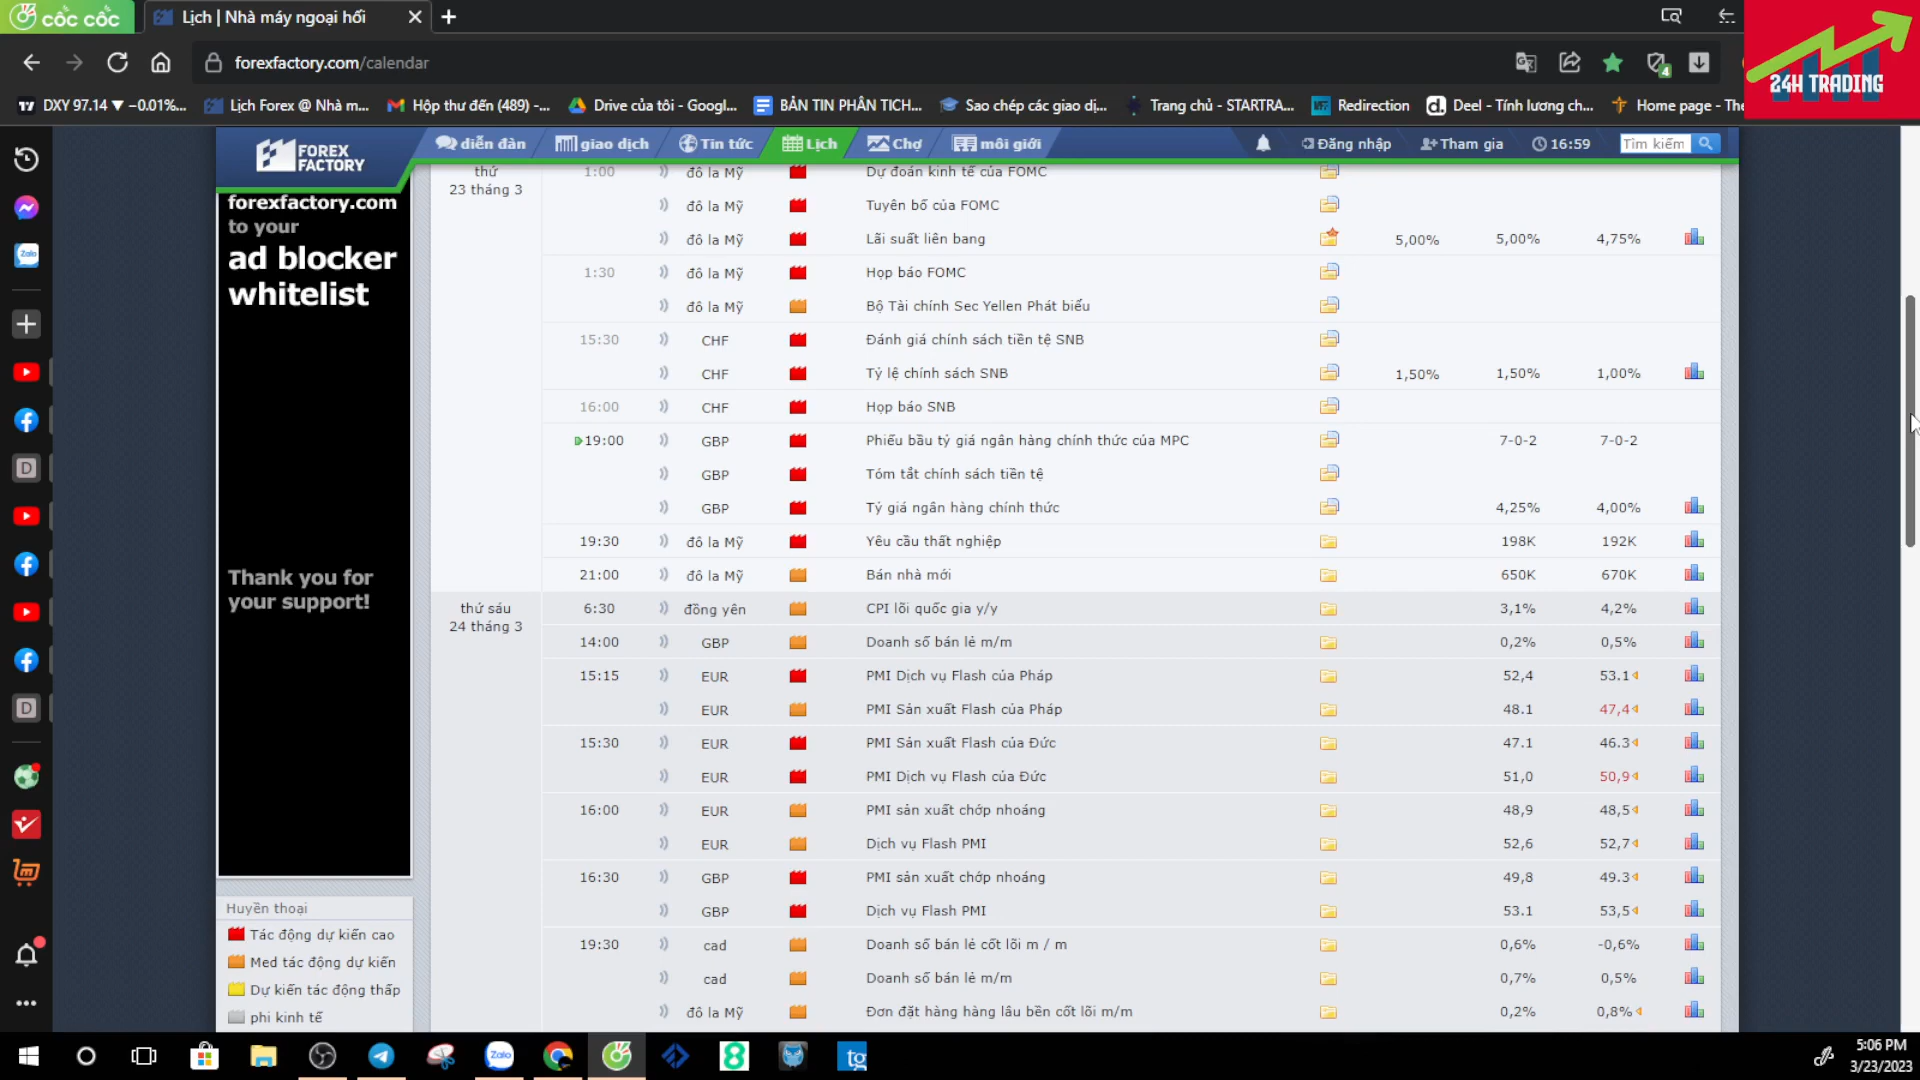 cốc cốc
Lịch | Nhà máy ngoại hối
forexfactory.com/calendar
DXY 97.14 ▼ −0.01%...
Lịch Forex @ Nhà m...
Hộp thư đến (489) -...
Drive của tôi - Googl...
BẢN TIN PHÂN TICH...
Sao chép các giao dị...
Trang chủ - STARTRA...
Redirection
Deel - Tính lương ch...
Home page - The
24H TRADING
FOREX
FACTORY
diễn đàn
giao dịch
Tin tức
Lịch
Chợ
môi giới
Đăng nhập
Tham gia
16:59
Tìm kiếm
forexfactory.com
to your
ad blocker
whitelist
Thank you for
your support!
Huyền thoại
Tác động dự kiến cao
Med tác động dự kiến
Dự kiến tác động thấp
phi kinh tế
thứ
23 tháng 3
1:00 đô la Mỹ Dự đoán kinh tế của FOMC
đô la Mỹ Tuyên bố của FOMC
đô la Mỹ Lãi suất liên bang 5,00% 5,00% 4,75%
1:30 đô la Mỹ Họp báo FOMC
đô la Mỹ Bộ Tài chính Sec Yellen Phát biểu
15:30 CHF Đánh giá chính sách tiền tệ SNB
CHF Tỷ lệ chính sách SNB 1,50% 1,50% 1,00%
16:00 CHF Họp báo SNB
19:00 GBP Phiếu bầu tỷ giá ngân hàng chính thức của MPC 7-0-2 7-0-2
GBP Tóm tắt chính sách tiền tệ
GBP Tỷ giá ngân hàng chính thức 4,25% 4,00%
19:30 đô la Mỹ Yêu cầu thất nghiệp 198K 192K
21:00 đô la Mỹ Bán nhà mới 650K 670K
thứ sáu
24 tháng 3
6:30 đồng yên CPI lõi quốc gia y/y 3,1% 4,2%
14:00 GBP Doanh số bán lẻ m/m 0,2% 0,5%
15:15 EUR PMI Dịch vụ Flash của Pháp 52,4 53.1
EUR PMI Sản xuất Flash của Pháp 48.1 47,4
15:30 EUR PMI Sản xuất Flash của Đức 47.1 46.3
EUR PMI Dịch vụ Flash của Đức 51,0 50,9
16:00 EUR PMI sản xuất chớp nhoáng 48,9 48,5
EUR Dịch vụ Flash PMI 52,6 52,7
16:30 GBP PMI sản xuất chớp nhoáng 49,8 49.3
GBP Dịch vụ Flash PMI 53.1 53,5
19:30 cad Doanh số bán lẻ cốt lõi m / m 0,6% -0,6%
cad Doanh số bán lẻ m/m 0,7% 0,5%
đô la Mỹ Đơn đặt hàng hàng lâu bền cốt lõi m/m 0,2% 0,8%
Zalo
D
D
4
Zalo
8
tg
5:06 PM
3/23/2023